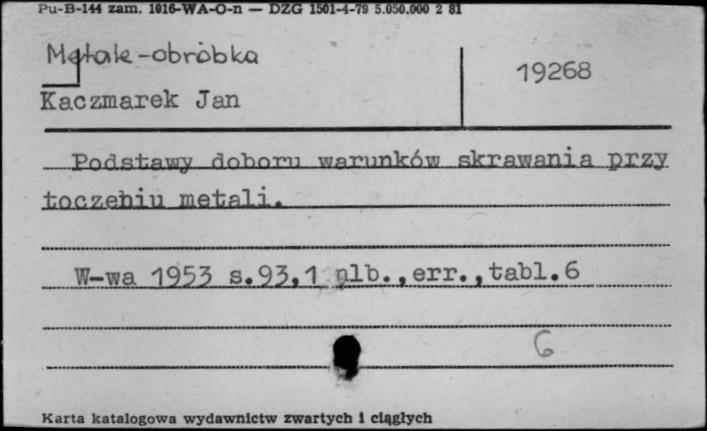 Pu-B-144 zam. 1016-WA-O-n — DZG 1501-4-79 5.050.000 2 81
Metale-obróbka
19268
Kaczmarek Jan
Podstawy doboru warunków skrawania przy
toczeniu metali.
W-wa 1953 s.93,1 nlb.,err.,tabl.6
G
Karta katalogowa wydawnictw zwartych i ciągłych